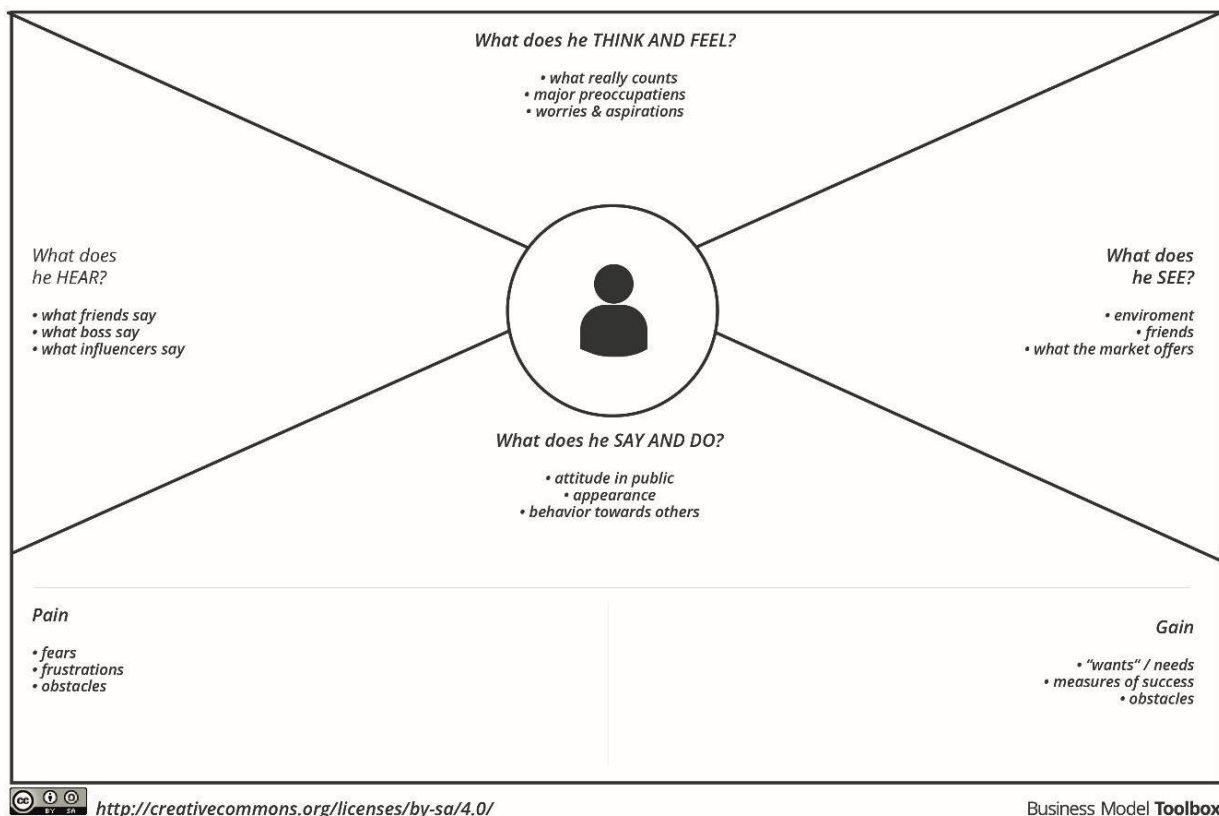 What does he THINK AND FEEL?
• what really counts
• major preoccupatiens
• worries & aspirations
What does
he HEAR?
• what friends say
• what boss say
• what influencers say
What does
he SEE?
• enviroment
• friends
• what the market offers
What does he SAY AND DO?
• attitude in public
• appearance
• behavior towards others
Pain
• fears
• frustrations
• obstacles
Gain
• “wants“ / needs
• measures of success
• obstacles
cc BY SA
http://creativecommons.org/licenses/by-sa/4.0/
Business Model Toolbox